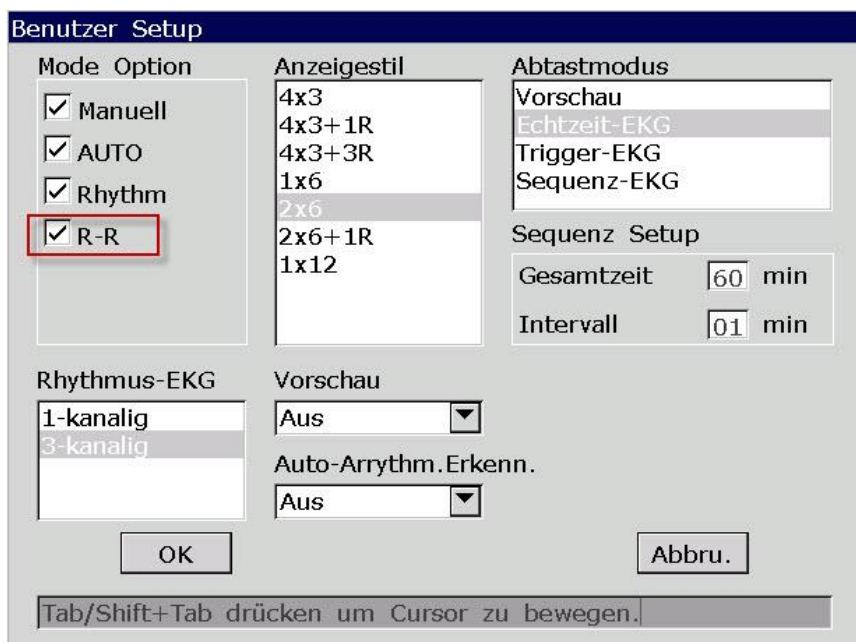 Benutzer Setup
Mode Option
Manuell
AUTO
Rhythm
R-R
Anzeigestil
4x3
4x3+1R
4x3+3R
1x6
2x6
2x6+1R
1x12
Abtastmodus
Vorschau
Echtzeit-EKG
Trigger-EKG
Sequenz-EKG
Sequenz Setup
Gesamtzeit 60 min
Intervall 01 min
Rhythmus-EKG
1-kanalig
3-kanalig
Vorschau
Aus
Auto-Arrythm.Erkenn.
Aus
OK
Abbru.
Tab/Shift+Tab drücken um Cursor zu bewegen.